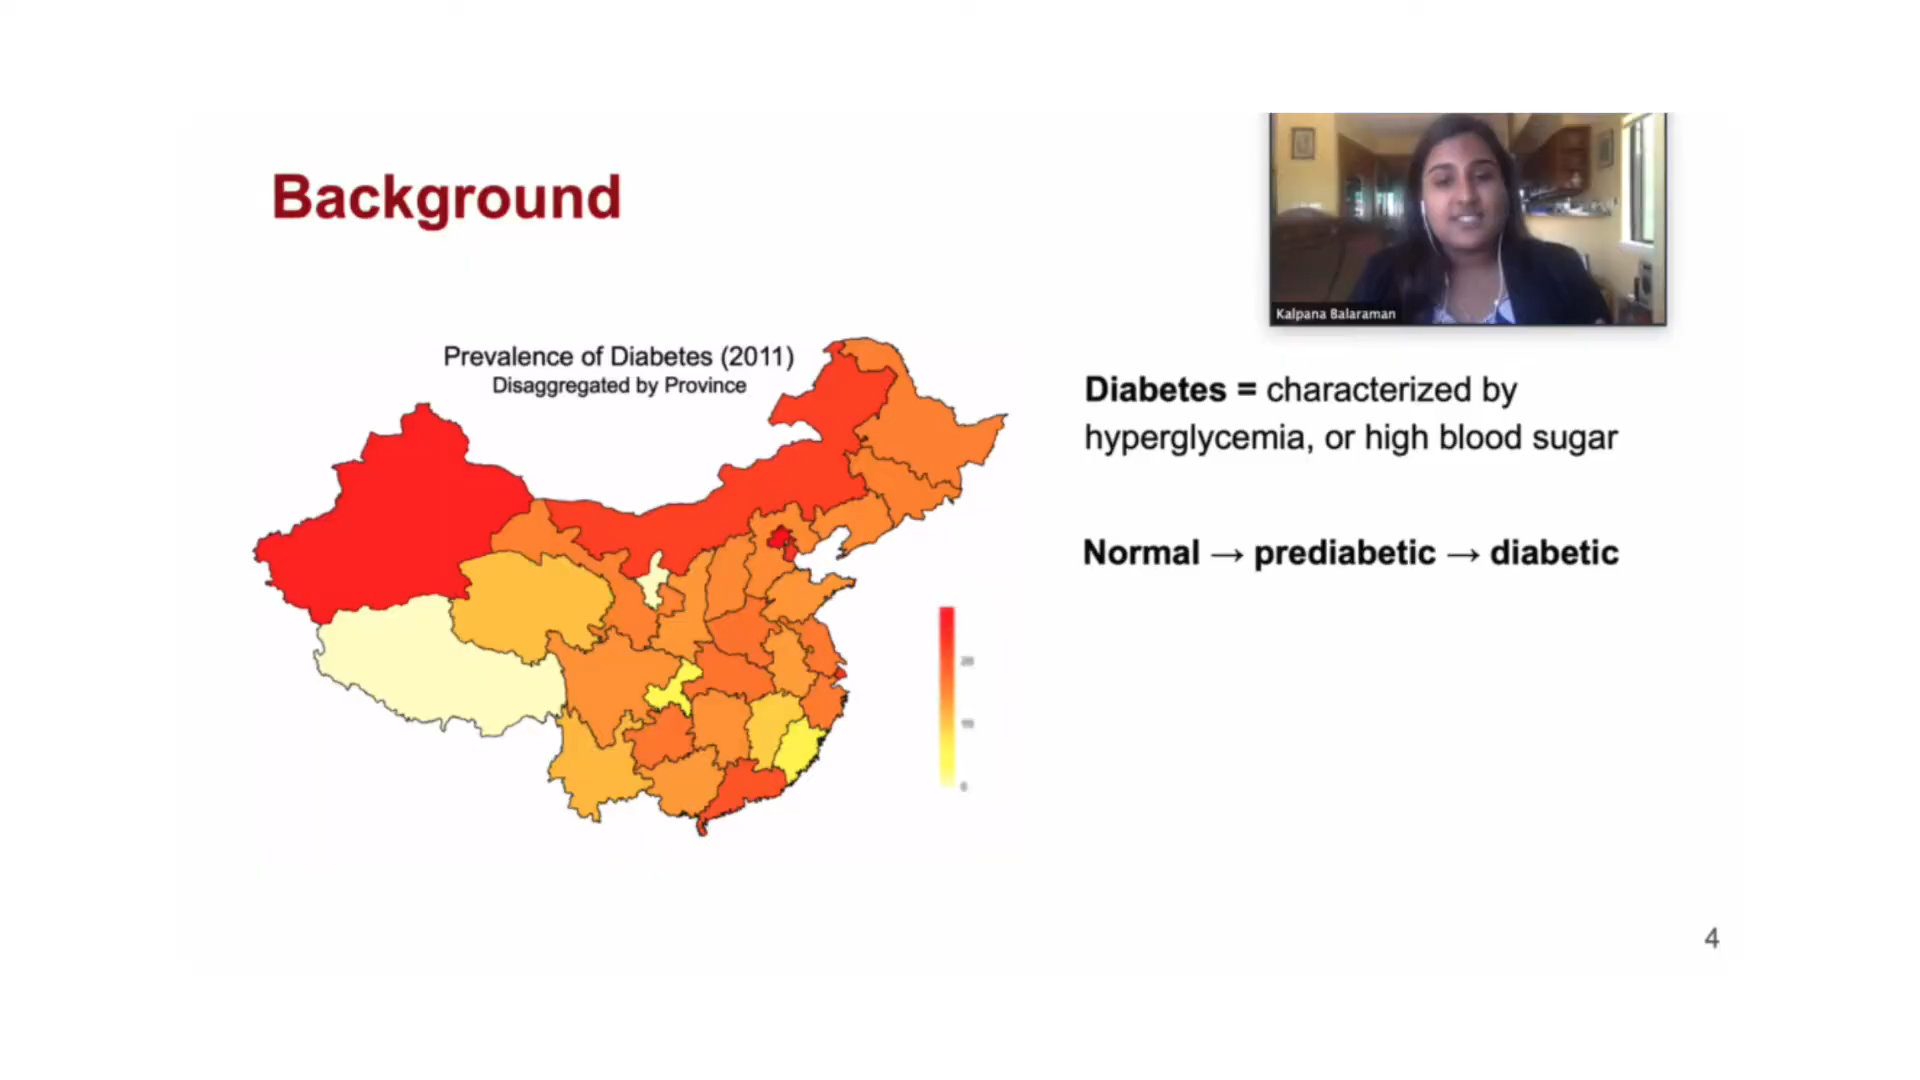 Background
Kalpana Balaraman
Prevalence of Diabetes (2011)
Disaggregated by Province
Diabetes = characterized by
hyperglycemia, or high blood sugar
Normal → prediabetic → diabetic
4